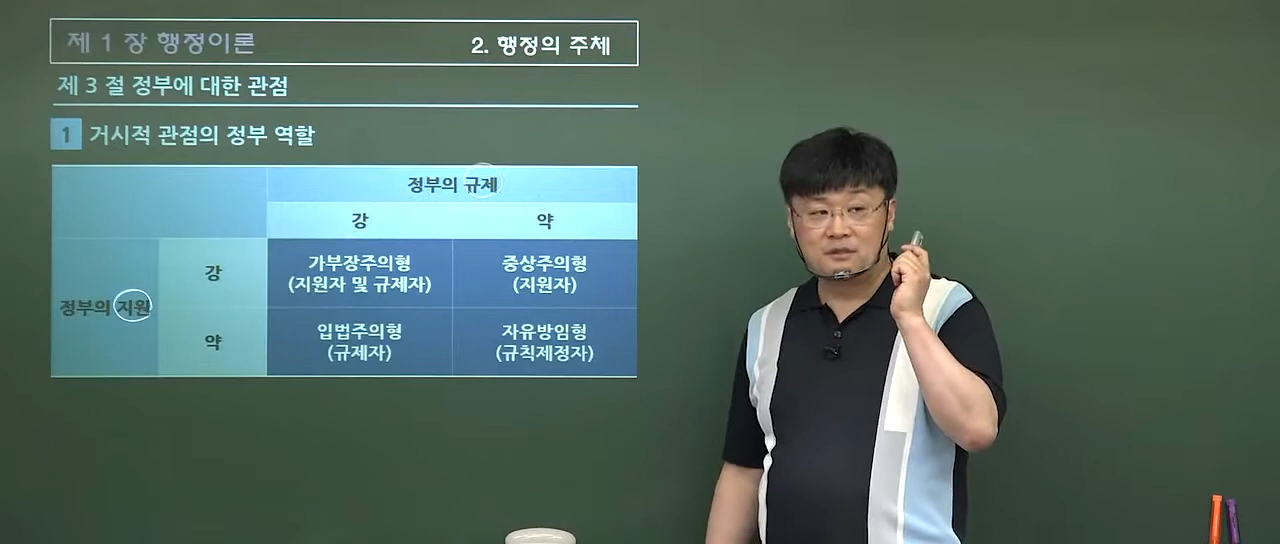 제 1 장 행정이론
2. 행정의 주체
제 3 절 정부에 대한 관점
1 거시적 관점의 정부 역할
정부의 규제
강
약
정부의 지원
강
가부장주의형
(지원자 및 규제자)
중상주의형
(지원자)
약
입법주의형
(규제자)
자유방임형
(규칙제정자)